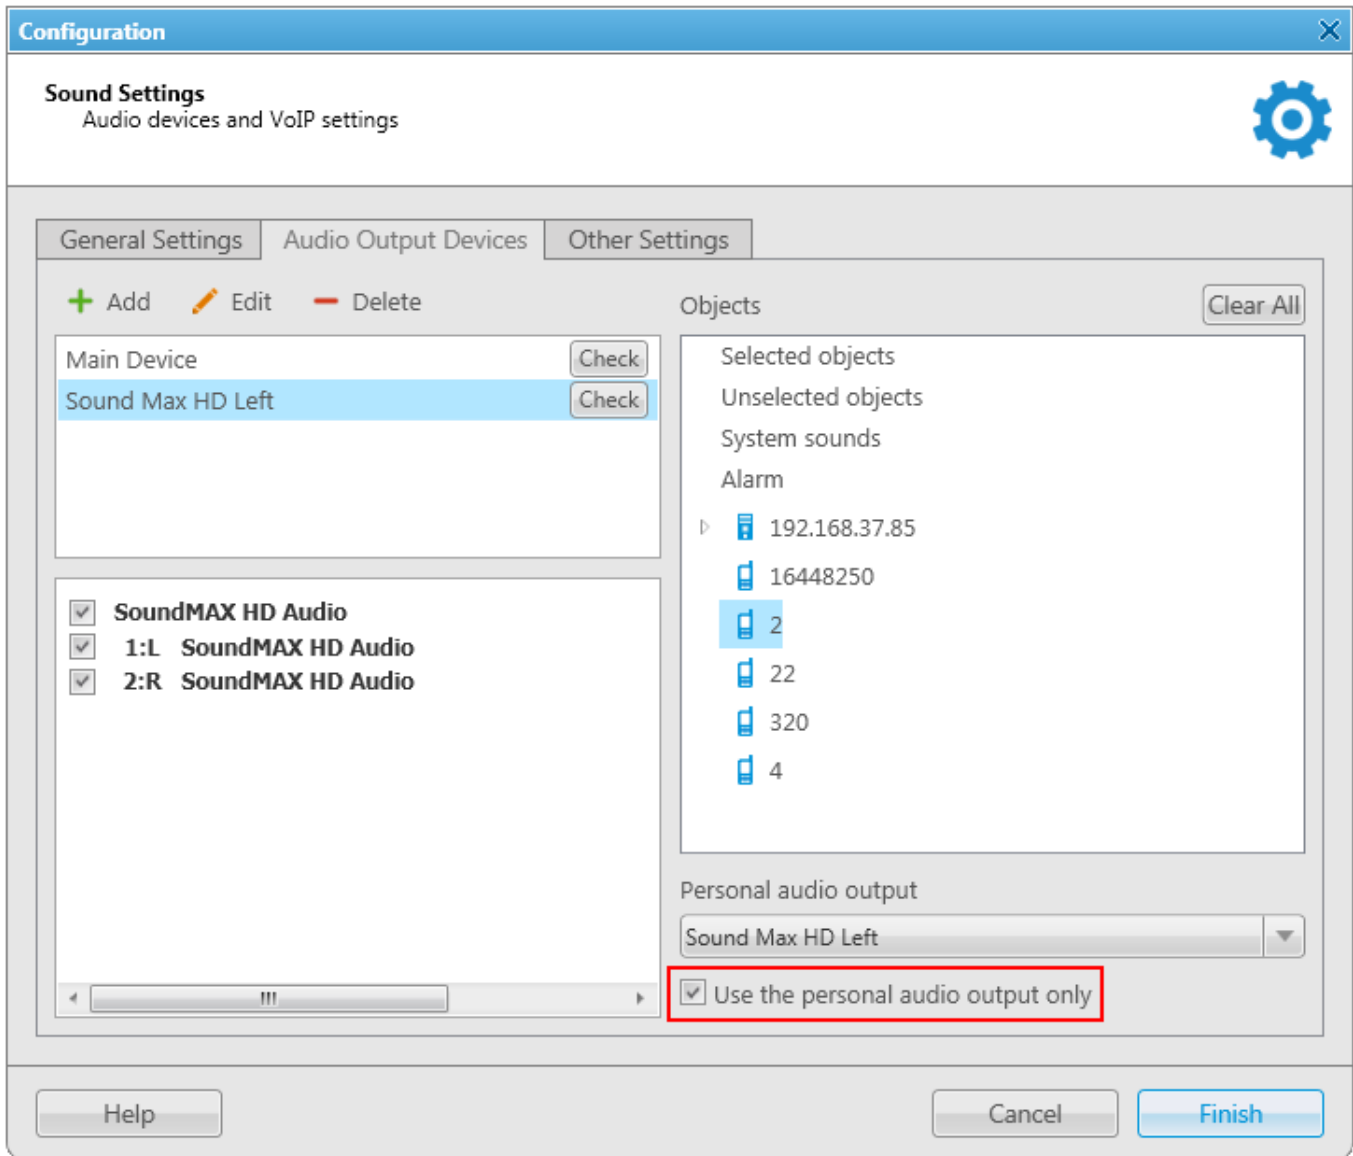 Configuration
Sound Settings
Audio devices and VoIP settings
General Settings
Audio Output Devices
Other Settings
Add
Edit
Delete
Main Device
Check
Sound Max HD Left
Check
SoundMAX HD Audio
1:L SoundMAX HD Audio
2:R SoundMAX HD Audio
Objects
Clear All
Selected objects
Unselected objects
System sounds
Alarm
192.168.37.85
16448250
2
22
320
4
Personal audio output
Sound Max HD Left
Use the personal audio output only
Help
Cancel
Finish